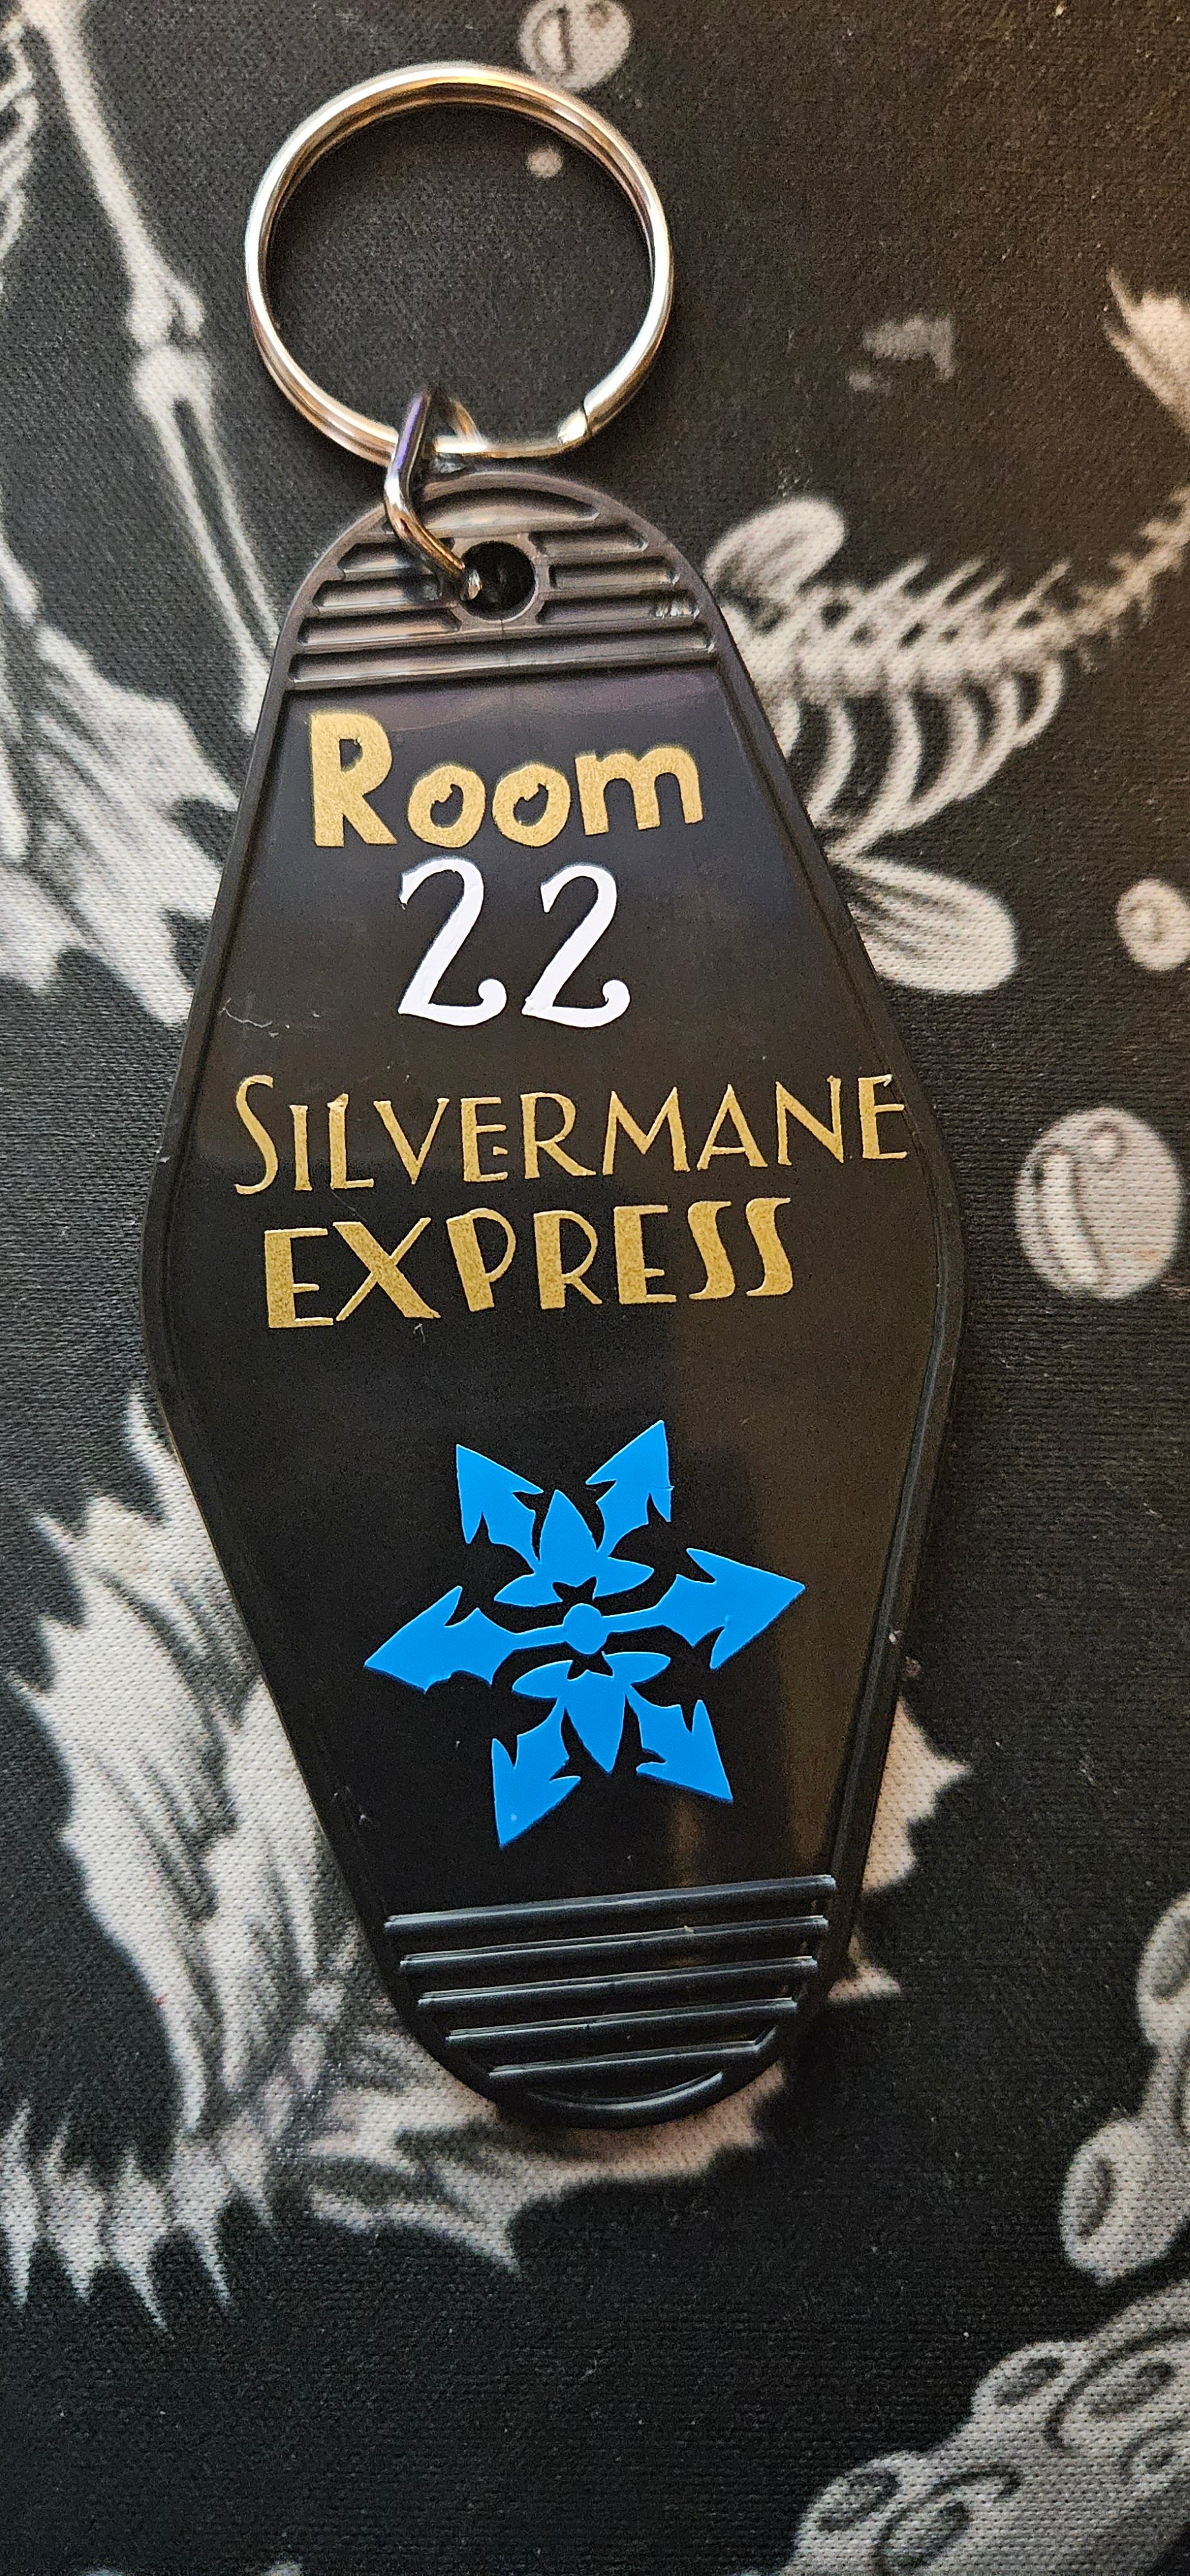 Room
22
SILVERMANE
EXPRESS